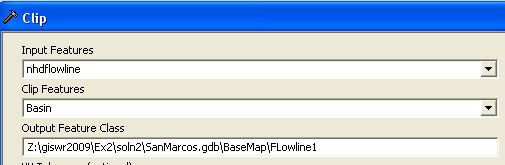 Clip
Input Features
nhdflowline
Clip Features
Basin
Output Feature Class
Z:\giswr2009\Ex2\soln2\SanMarcos.gdb\BaseMap\FLowline1